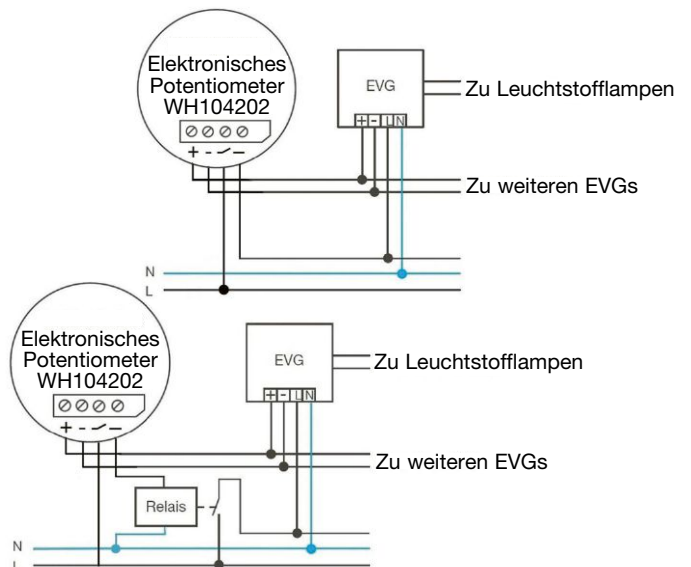 Elektronisches
Potentiometer
WH104202
+ - —
EVG
+ - L N
Zu Leuchtstofflampen
Zu weiteren EVGs
N
L
Elektronisches
Potentiometer
WH104202
+ - —
EVG
+ - L N
Zu Leuchtstofflampen
Zu weiteren EVGs
Relais
N
L